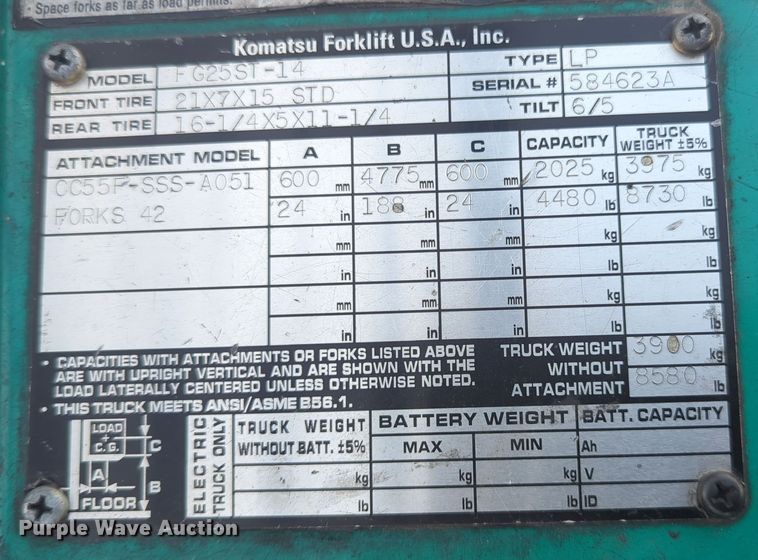 · Space forks as far as load permits.
Komatsu Forklift U.S.A., Inc.
MODEL FG25ST-14 TYPE LP
FRONT TIRE 21X7X15 STD SERIAL # 584623A
REAR TIRE 16-1/4X5X11-1/4 TILT 6/5
ATTACHMENT MODEL A B C CAPACITY TRUCK WEIGHT ±5%
CC55F-SSS-A051 600 mm 4775 mm 600 mm 2025 kg 3975 kg
FORKS 42 24 in 188 in 24 in 4480 lb 8730 lb
mm mm mm kg kg
in in in lb lb
mm mm mm kg kg
in in in lb lb
· CAPACITIES WITH ATTACHMENTS OR FORKS LISTED ABOVE
ARE WITH UPRIGHT VERTICAL AND ARE SHOWN WITH THE
LOAD LATERALLY CENTERED UNLESS OTHERWISE NOTED.
· THIS TRUCK MEETS ANSI/ASME B56.1.
TRUCK WEIGHT 3900 kg
WITHOUT
ATTACHMENT 8580 lb
LOAD
+
C.G. C
A B
FLOOR
ELECTRIC
TRUCK ONLY
TRUCK WEIGHT BATTERY WEIGHT BATT. CAPACITY
WITHOUT BATT. ±5% MAX MIN Ah
kg kg kg V
lb lb lb ID
Purple Wave Auction